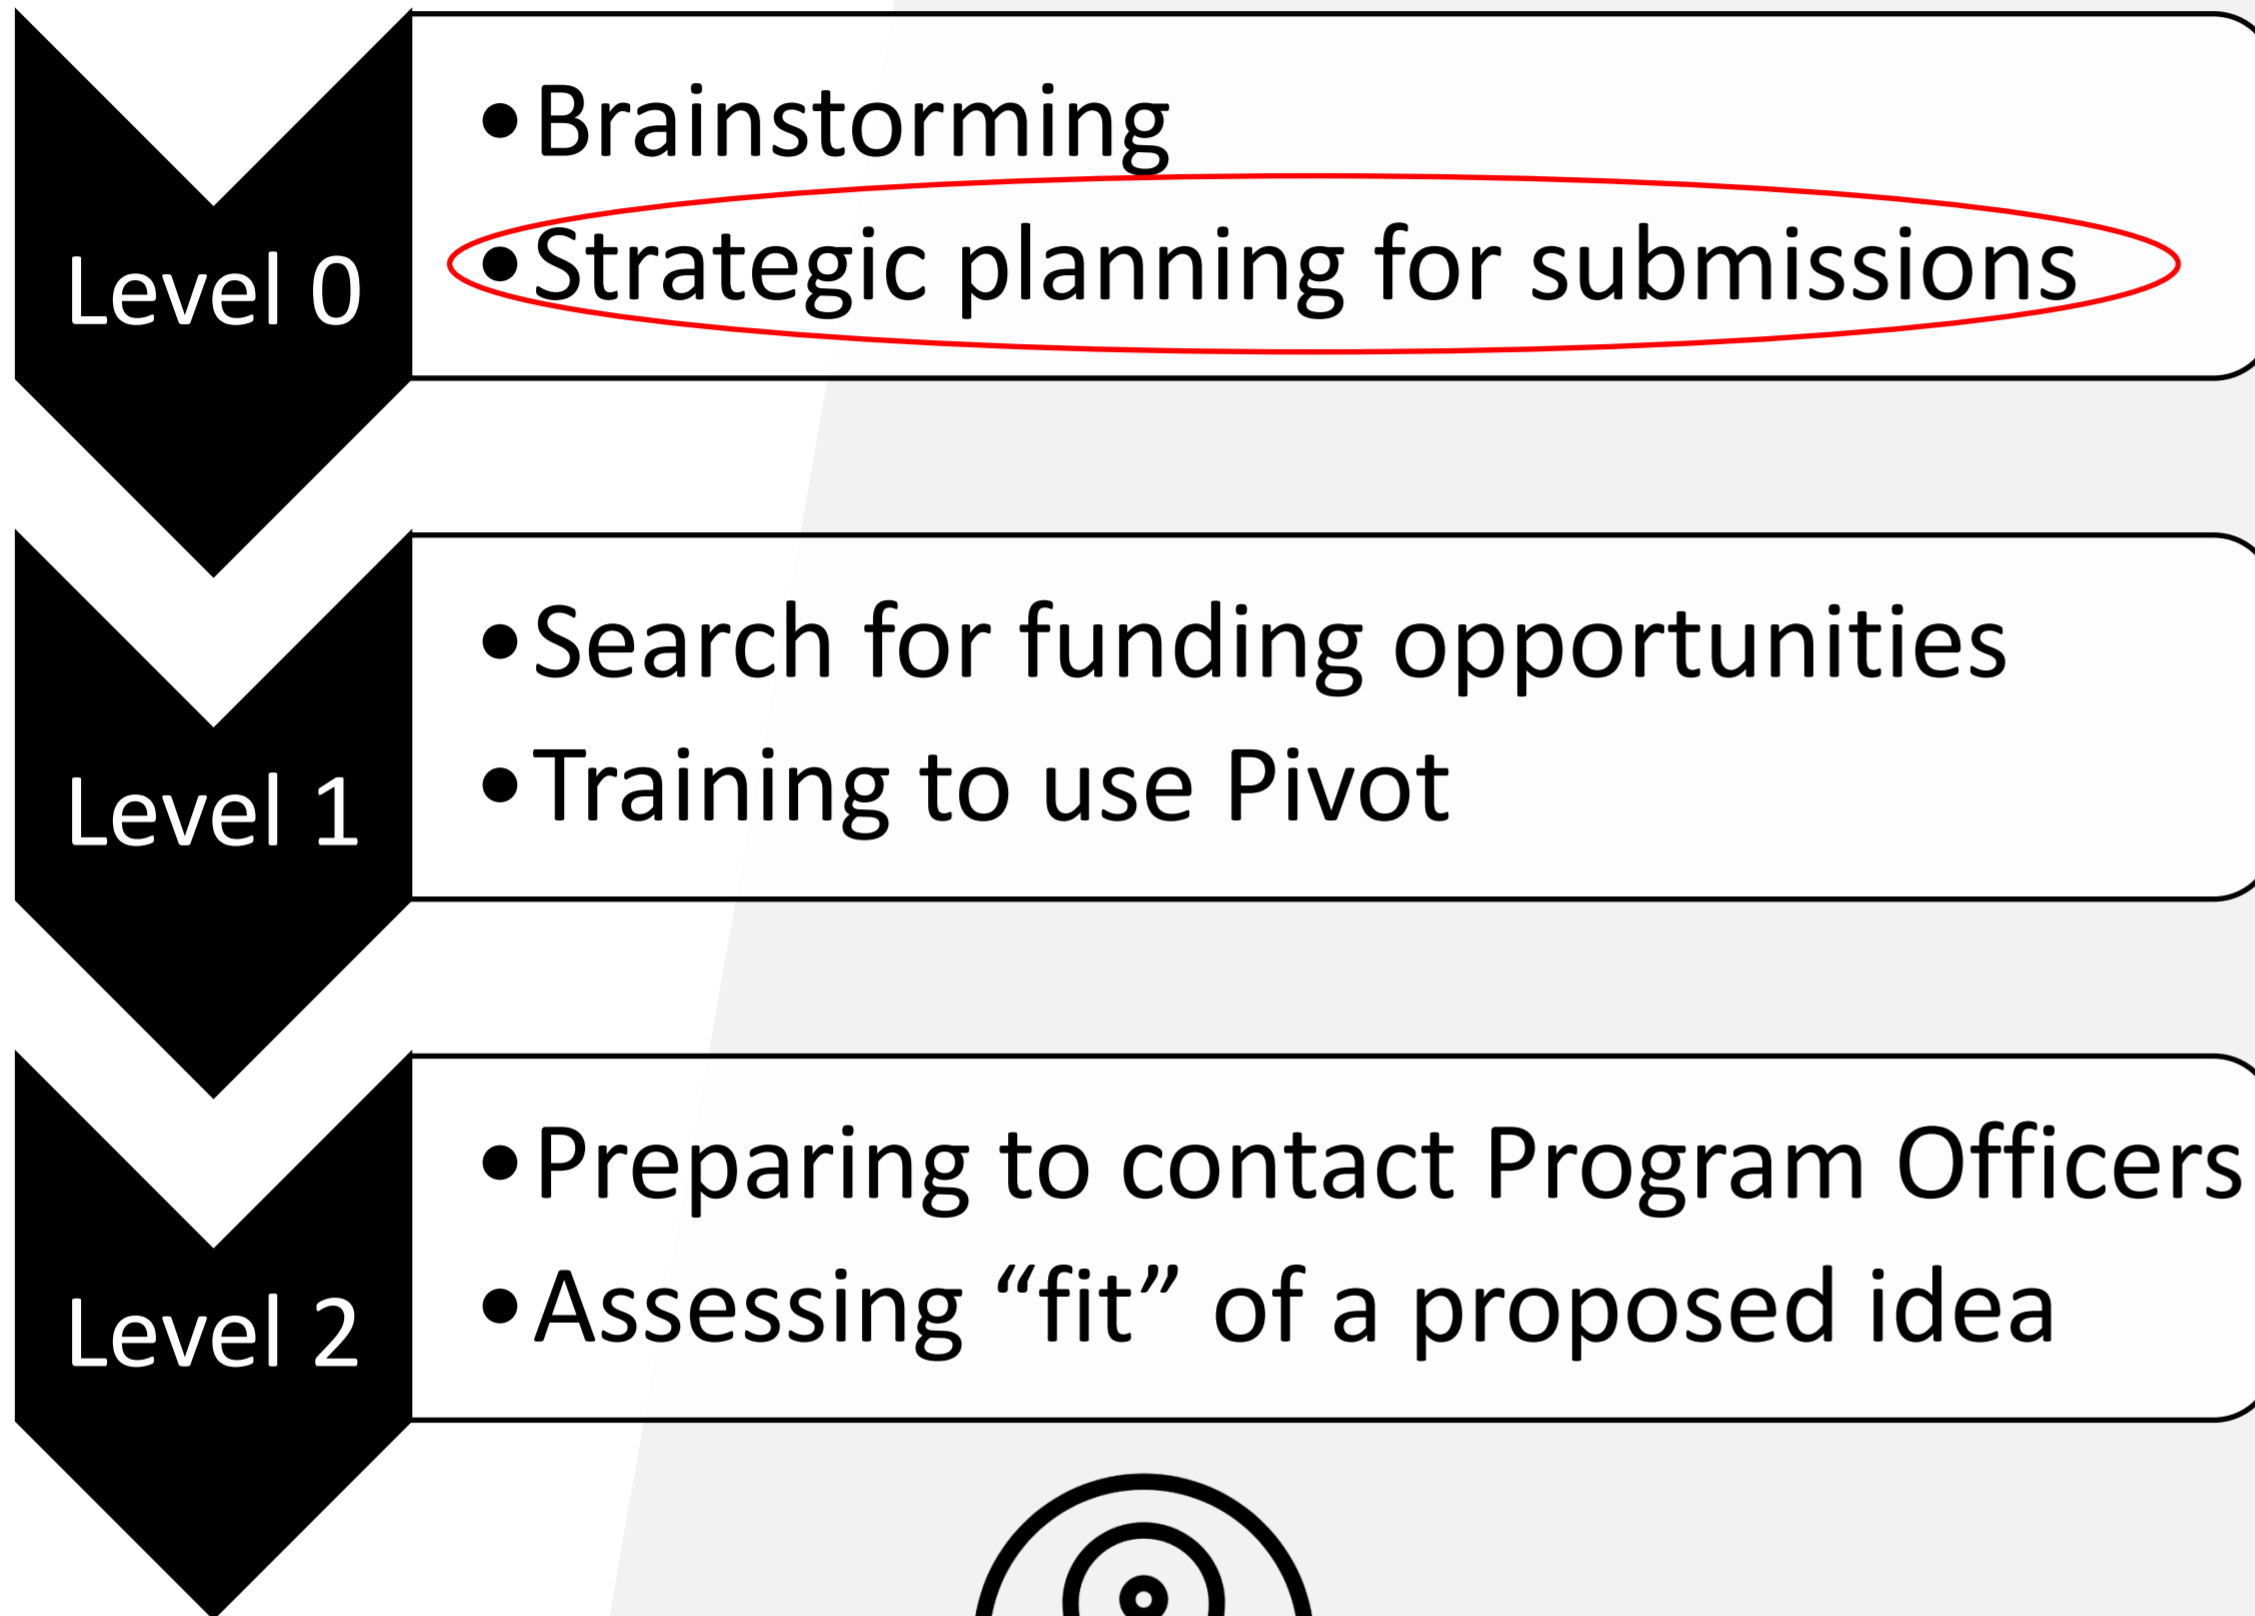 Level 0
•Brainstorming
•Strategic planning for submissions
Level 1
•Search for funding opportunities
•Training to use Pivot
Level 2
•Preparing to contact Program Officers
•Assessing “fit” of a proposed idea